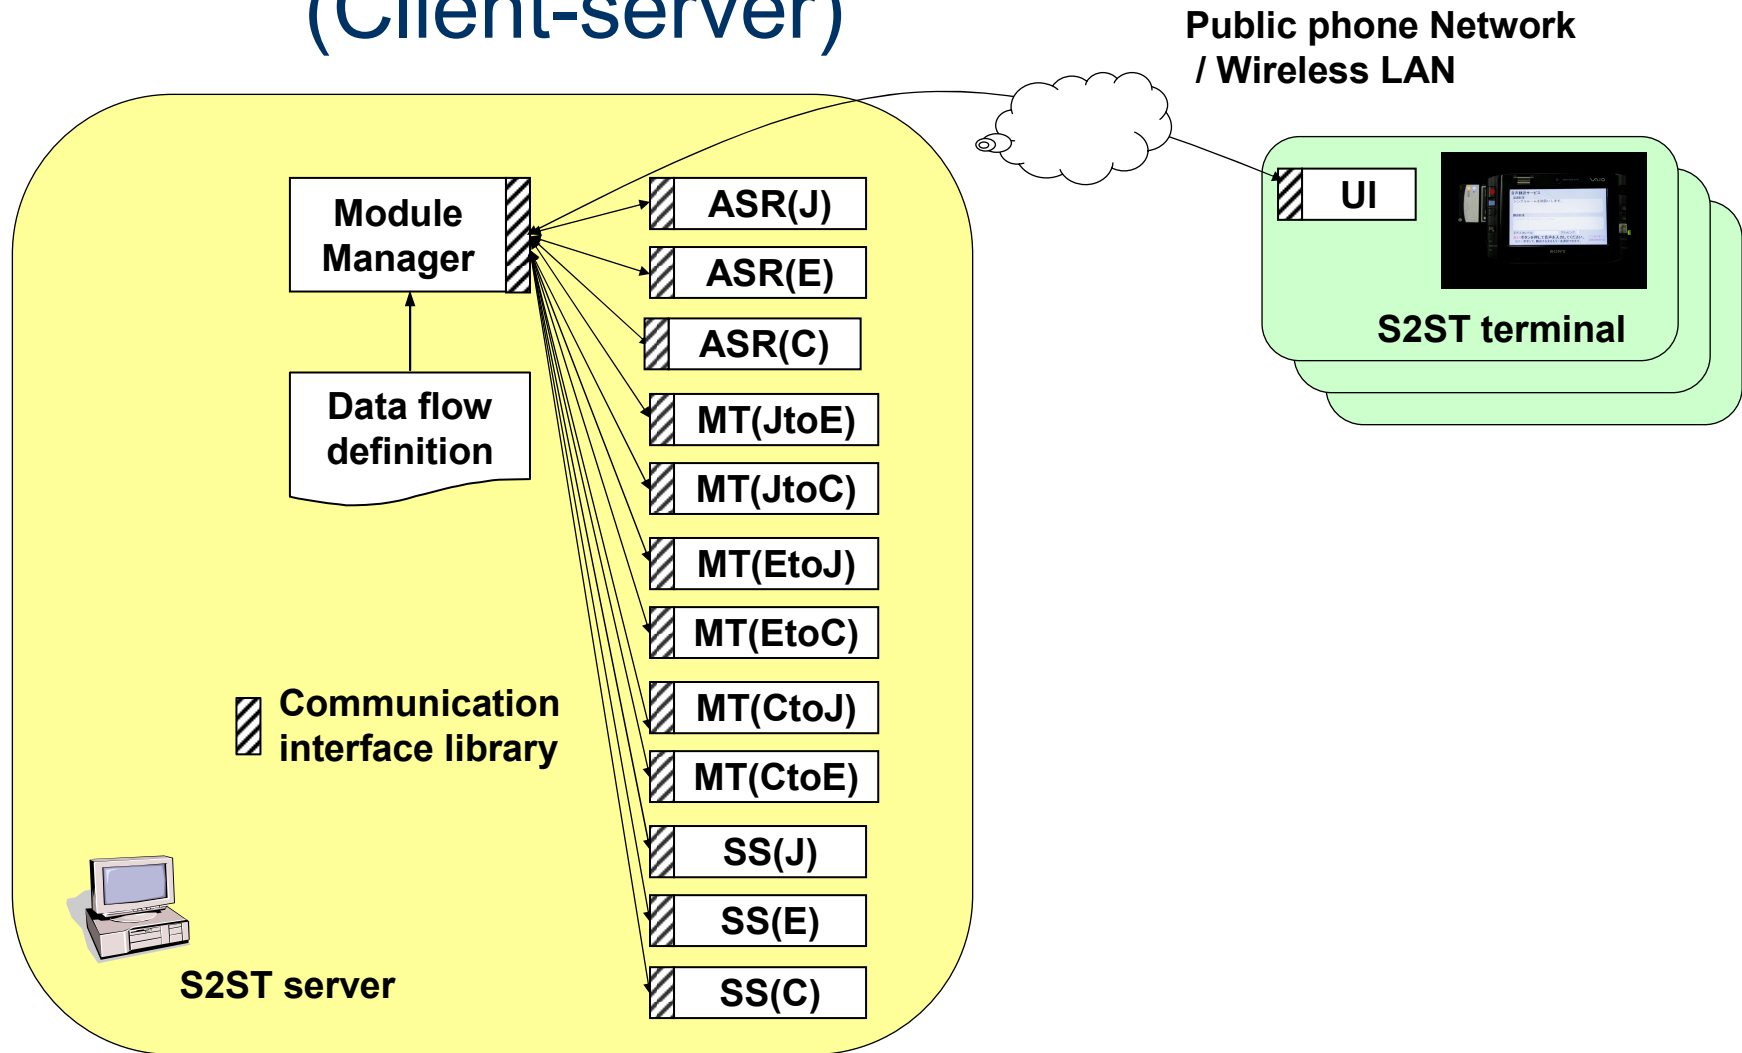 (Client-server)
Public phone Network
/ Wireless LAN
Module
Manager
Data flow
definition
ASR(J)
ASR(E)
ASR(C)
MT(JtoE)
MT(JtoC)
MT(EtoJ)
MT(EtoC)
MT(CtoJ)
MT(CtoE)
SS(J)
SS(E)
SS(C)
Communication
interface library
S2ST server
UI
SONY
S2ST terminal